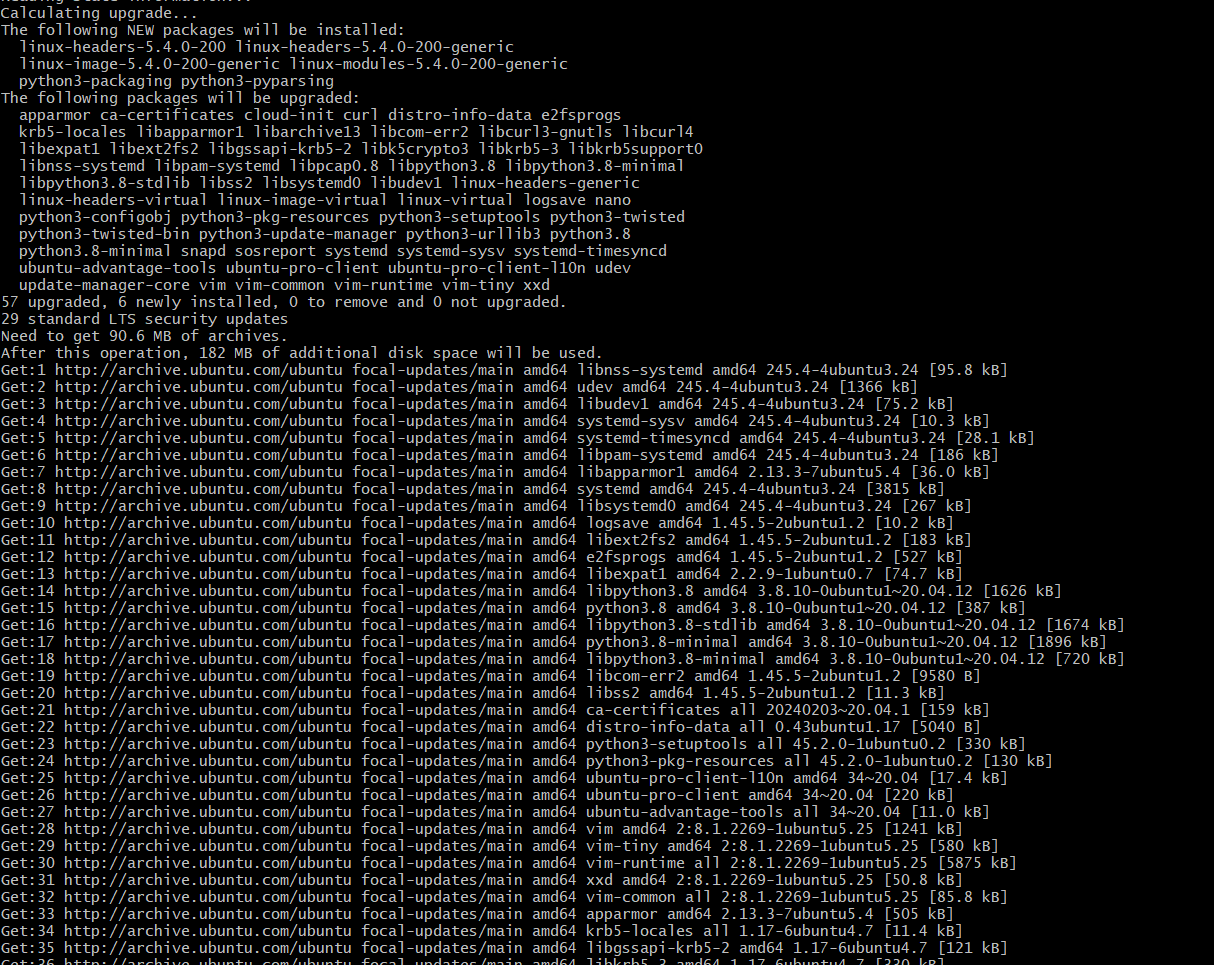 Reading state information...
Calculating upgrade...
The following NEW packages will be installed:
  linux-headers-5.4.0-200 linux-headers-5.4.0-200-generic
  linux-image-5.4.0-200-generic linux-modules-5.4.0-200-generic
  python3-packaging python3-pyparsing
The following packages will be upgraded:
  apparmor ca-certificates cloud-init curl distro-info-data e2fsprogs
  krb5-locales libapparmor1 libarchive13 libcom-err2 libcurl3-gnutls libcurl4
  libexpat1 libext2fs2 libgssapi-krb5-2 libk5crypto3 libkrb5-3 libkrb5support0
  libnss-systemd libpam-systemd libpcap0.8 libpython3.8 libpython3.8-minimal
  libpython3.8-stdlib libss2 libsystemd0 libudev1 linux-headers-generic
  linux-headers-virtual linux-image-virtual linux-virtual logsave nano
  python3-configobj python3-pkg-resources python3-setuptools python3-twisted
  python3-twisted-bin python3-update-manager python3-urllib3 python3.8
  python3.8-minimal snapd sosreport systemd systemd-sysv systemd-timesyncd
  ubuntu-advantage-tools ubuntu-pro-client ubuntu-pro-client-l10n udev
  update-manager-core vim vim-common vim-runtime vim-tiny xxd
57 upgraded, 6 newly installed, 0 to remove and 0 not upgraded.
29 standard LTS security updates
Need to get 90.6 MB of archives.
After this operation, 182 MB of additional disk space will be used.
Get:1 http://archive.ubuntu.com/ubuntu focal-updates/main amd64 libnss-systemd amd64 245.4-4ubuntu3.24 [95.8 kB]
Get:2 http://archive.ubuntu.com/ubuntu focal-updates/main amd64 udev amd64 245.4-4ubuntu3.24 [1366 kB]
Get:3 http://archive.ubuntu.com/ubuntu focal-updates/main amd64 libudev1 amd64 245.4-4ubuntu3.24 [75.2 kB]
Get:4 http://archive.ubuntu.com/ubuntu focal-updates/main amd64 systemd-sysv amd64 245.4-4ubuntu3.24 [10.3 kB]
Get:5 http://archive.ubuntu.com/ubuntu focal-updates/main amd64 systemd-timesyncd amd64 245.4-4ubuntu3.24 [28.1 kB]
Get:6 http://archive.ubuntu.com/ubuntu focal-updates/main amd64 libpam-systemd amd64 245.4-4ubuntu3.24 [186 kB]
Get:7 http://archive.ubuntu.com/ubuntu focal-updates/main amd64 libapparmor1 amd64 2.13.3-7ubuntu5.4 [36.0 kB]
Get:8 http://archive.ubuntu.com/ubuntu focal-updates/main amd64 systemd amd64 245.4-4ubuntu3.24 [3815 kB]
Get:9 http://archive.ubuntu.com/ubuntu focal-updates/main amd64 libsystemd0 amd64 245.4-4ubuntu3.24 [267 kB]
Get:10 http://archive.ubuntu.com/ubuntu focal-updates/main amd64 logsave amd64 1.45.5-2ubuntu1.2 [10.2 kB]
Get:11 http://archive.ubuntu.com/ubuntu focal-updates/main amd64 libext2fs2 amd64 1.45.5-2ubuntu1.2 [183 kB]
Get:12 http://archive.ubuntu.com/ubuntu focal-updates/main amd64 e2fsprogs amd64 1.45.5-2ubuntu1.2 [527 kB]
Get:13 http://archive.ubuntu.com/ubuntu focal-updates/main amd64 libexpat1 amd64 2.2.9-1ubuntu0.7 [74.7 kB]
Get:14 http://archive.ubuntu.com/ubuntu focal-updates/main amd64 libpython3.8 amd64 3.8.10-0ubuntu1~20.04.12 [1626 kB]
Get:15 http://archive.ubuntu.com/ubuntu focal-updates/main amd64 python3.8 amd64 3.8.10-0ubuntu1~20.04.12 [387 kB]
Get:16 http://archive.ubuntu.com/ubuntu focal-updates/main amd64 libpython3.8-stdlib amd64 3.8.10-0ubuntu1~20.04.12 [1674 kB]
Get:17 http://archive.ubuntu.com/ubuntu focal-updates/main amd64 python3.8-minimal amd64 3.8.10-0ubuntu1~20.04.12 [1896 kB]
Get:18 http://archive.ubuntu.com/ubuntu focal-updates/main amd64 libpython3.8-minimal amd64 3.8.10-0ubuntu1~20.04.12 [720 kB]
Get:19 http://archive.ubuntu.com/ubuntu focal-updates/main amd64 libcom-err2 amd64 1.45.5-2ubuntu1.2 [9580 B]
Get:20 http://archive.ubuntu.com/ubuntu focal-updates/main amd64 libss2 amd64 1.45.5-2ubuntu1.2 [11.3 kB]
Get:21 http://archive.ubuntu.com/ubuntu focal-updates/main amd64 ca-certificates all 20240203~20.04.1 [159 kB]
Get:22 http://archive.ubuntu.com/ubuntu focal-updates/main amd64 distro-info-data all 0.43ubuntu1.17 [5040 B]
Get:23 http://archive.ubuntu.com/ubuntu focal-updates/main amd64 python3-setuptools all 45.2.0-1ubuntu0.2 [330 kB]
Get:24 http://archive.ubuntu.com/ubuntu focal-updates/main amd64 python3-pkg-resources all 45.2.0-1ubuntu0.2 [130 kB]
Get:25 http://archive.ubuntu.com/ubuntu focal-updates/main amd64 ubuntu-pro-client-l10n amd64 34~20.04 [17.4 kB]
Get:26 http://archive.ubuntu.com/ubuntu focal-updates/main amd64 ubuntu-pro-client amd64 34~20.04 [220 kB]
Get:27 http://archive.ubuntu.com/ubuntu focal-updates/main amd64 ubuntu-advantage-tools all 34~20.04 [11.0 kB]
Get:28 http://archive.ubuntu.com/ubuntu focal-updates/main amd64 vim amd64 2:8.1.2269-1ubuntu5.25 [1241 kB]
Get:29 http://archive.ubuntu.com/ubuntu focal-updates/main amd64 vim-tiny amd64 2:8.1.2269-1ubuntu5.25 [580 kB]
Get:30 http://archive.ubuntu.com/ubuntu focal-updates/main amd64 vim-runtime all 2:8.1.2269-1ubuntu5.25 [5875 kB]
Get:31 http://archive.ubuntu.com/ubuntu focal-updates/main amd64 xxd amd64 2:8.1.2269-1ubuntu5.25 [50.8 kB]
Get:32 http://archive.ubuntu.com/ubuntu focal-updates/main amd64 vim-common all 2:8.1.2269-1ubuntu5.25 [85.8 kB]
Get:33 http://archive.ubuntu.com/ubuntu focal-updates/main amd64 apparmor amd64 2.13.3-7ubuntu5.4 [505 kB]
Get:34 http://archive.ubuntu.com/ubuntu focal-updates/main amd64 krb5-locales all 1.17-6ubuntu4.7 [11.4 kB]
Get:35 http://archive.ubuntu.com/ubuntu focal-updates/main amd64 libgssapi-krb5-2 amd64 1.17-6ubuntu4.7 [121 kB]
Get:36 http://archive.ubuntu.com/ubuntu focal-updates/main amd64 libkrb5-3 amd64 1.17-6ubuntu4.7 [330 kB]